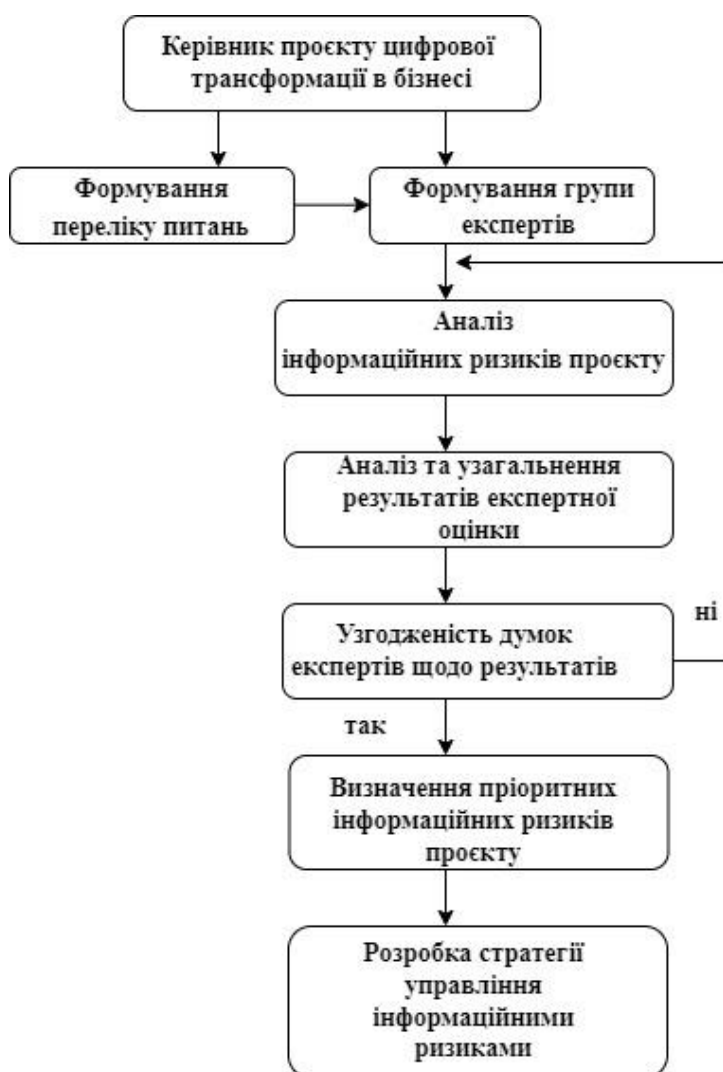 Керівник проєкту цифрової
трансформації в бізнесі
Формування
переліку питань
Формування групи
експертів
Аналіз
інформаційних ризиків проєкту
Аналіз та узагальнення
результатів експертної
оцінки
Узгодженість думок
експертів щодо результатів
ні
так
Визначення пріоритних
інформаційних ризиків
проєкту
Розробка стратегії
управління
інформаційними
ризиками